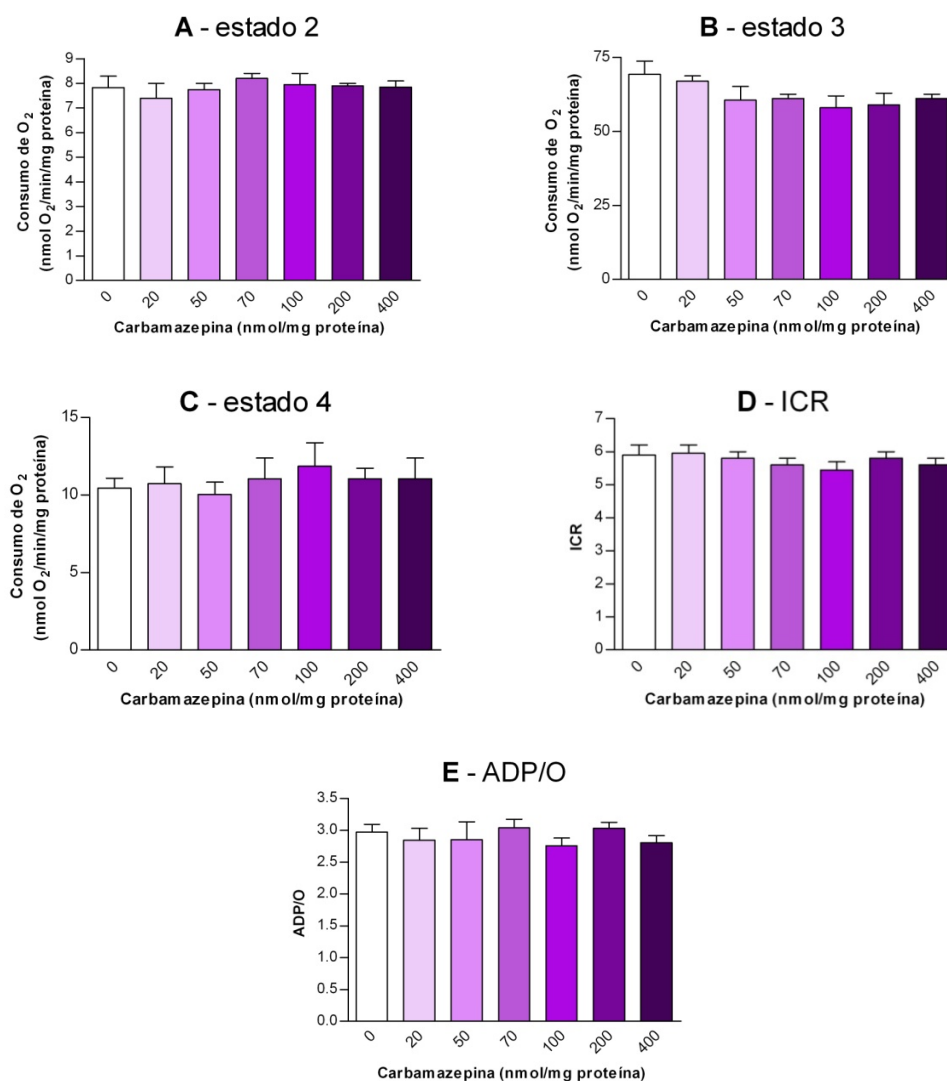 A - estado 2
Consumo de O2
(nmol O2/min/mg proteína)
9
8
7
6
5
4
3
2
1
0
0 20 50 70 100 200 400
Carbamazepina (nmol/mg proteína)
B - estado 3
Consumo de O2
(nmol O2/min/mg proteína)
75
50
25
0
0 20 50 70 100 200 400
Carbamazepina (nmol/mg proteína)
C - estado 4
Consumo de O2
(nmol O2/min/mg proteína)
15
10
5
0
0 20 50 70 100 200 400
Carbamazepina (nmol/mg proteína)
D - ICR
ICR
7
6
5
4
3
2
1
0
0 20 50 70 100 200 400
Carbamazepina (nmol/mg proteína)
E - ADP/O
ADP/O
3.5
3.0
2.5
2.0
1.5
1.0
0.5
0.0
0 20 50 70 100 200 400
Carbamazepina (nmol/mg proteína)